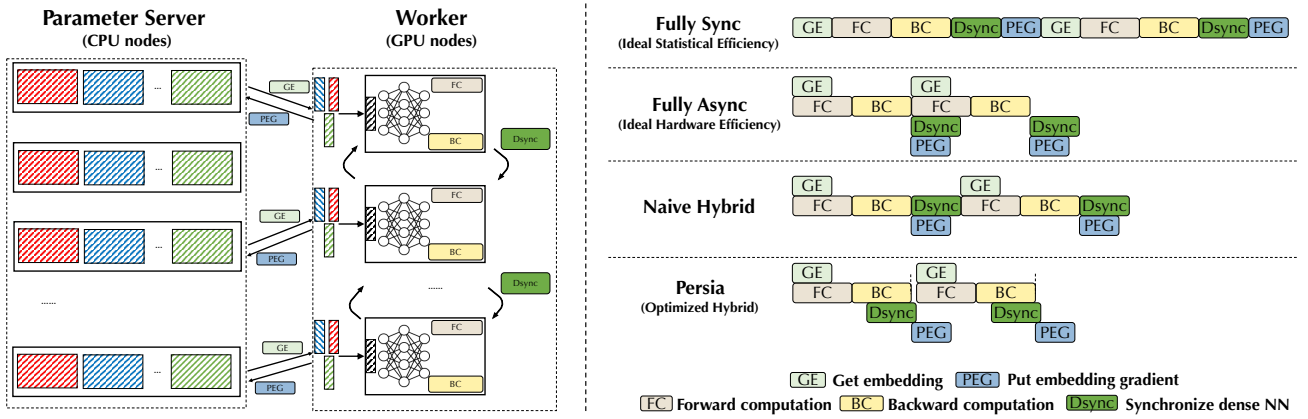 Parameter Server
(CPU nodes)
Worker
(GPU nodes)
...
GE
PEG
FC
BC
Dsync
...
...
GE
PEG
FC
BC
Dsync
......
......
...
GE
PEG
FC
BC
Fully Sync
(Ideal Statistical Efficiency)
GE FC BC Dsync PEG GE FC BC Dsync PEG
Fully Async
(Ideal Hardware Efficiency)
GE GE
FC BC FC BC
Dsync Dsync
PEG PEG
Naive Hybrid
GE GE
FC BC Dsync FC BC Dsync
PEG PEG
Persia
(Optimized Hybrid)
GE GE
FC BC FC BC
Dsync Dsync
PEG PEG
GE Get embedding PEG Put embedding gradient
FC Forward computation BC Backward computation Dsync Synchronize dense NN